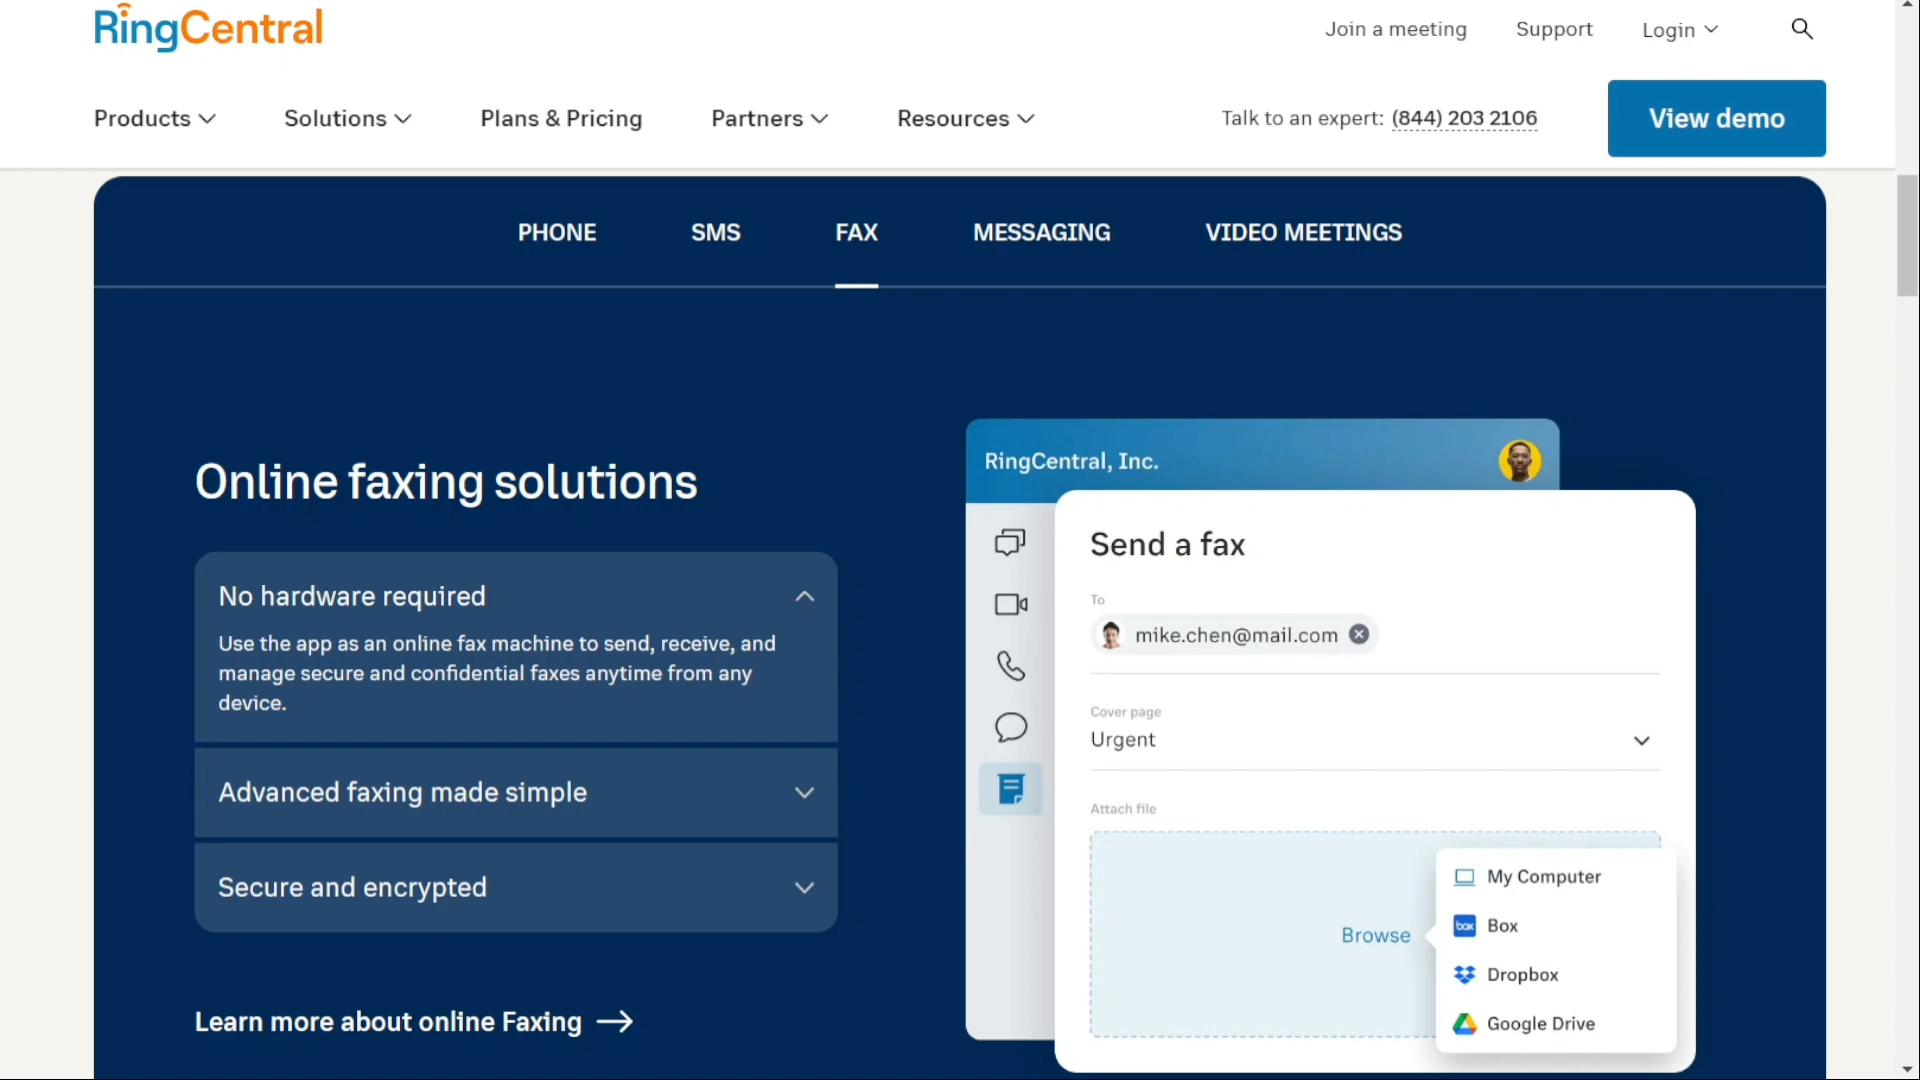 RingCentral
Join a meeting
Support
Login
Products
Solutions
Plans & Pricing
Partners
Resources
Talk to an expert: (844) 203 2106
View demo
PHONE
SMS
FAX
MESSAGING
VIDEO MEETINGS
Online faxing solutions
No hardware required
Use the app as an online fax machine to send, receive, and
manage secure and confidential faxes anytime from any
device.
Advanced faxing made simple
Secure and encrypted
Learn more about online Faxing
RingCentral, Inc.
Send a fax
To
mike.chen@mail.com
Cover page
Urgent
Attach file
Browse
My Computer
box
Box
Dropbox
Google Drive